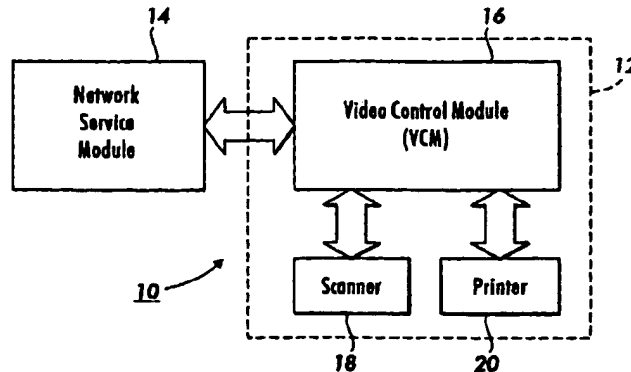 14
16
12
Network
Service
Module
Video Control Module
(VCM)
10
Scanner
Printer
18
20